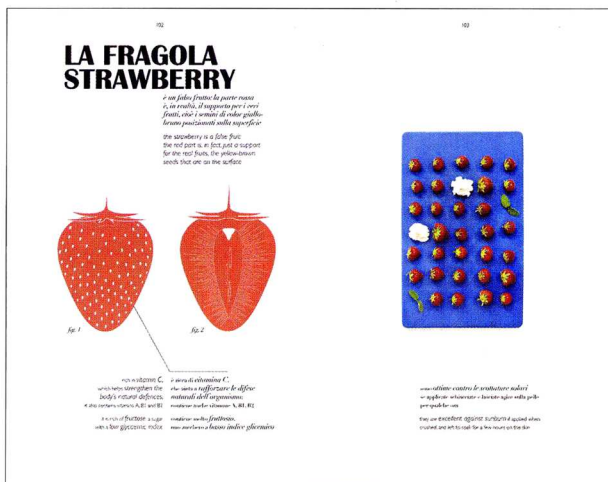 102
103
LA FRAGOLA
STRAWBERRY
è un falso frutto: la parte rossa
è, in realtà, il supporto per i veri
frutti, cioè i semini di color giallo-
bruno posizionati sulla superficie
the strawberry is a false fruit:
the red part is, in fact, just a support
for the real fruits, the yellow-brown
seeds that are on the surface
fig. 1
fig. 2
rich in vitamin C,
which helps strengthen the
body's natural defences,
it also contains vitamins A, B1 and B2
è ricca di vitamina C,
che aiuta a rafforzare le difese
naturali dell'organismo,
contiene anche vitamine A, B1, B2
fructose, a sugar
with a low glycaemic index
contiene molto fruttosio,
uno zucchero a basso indice glicemico
sono ottime contro le scottature solari
se applicate schiacciate e lasciate agire sulla pelle
per qualche ora
they are excellent against sunburn if applied when
crushed and left to soak for a few hours on the skin